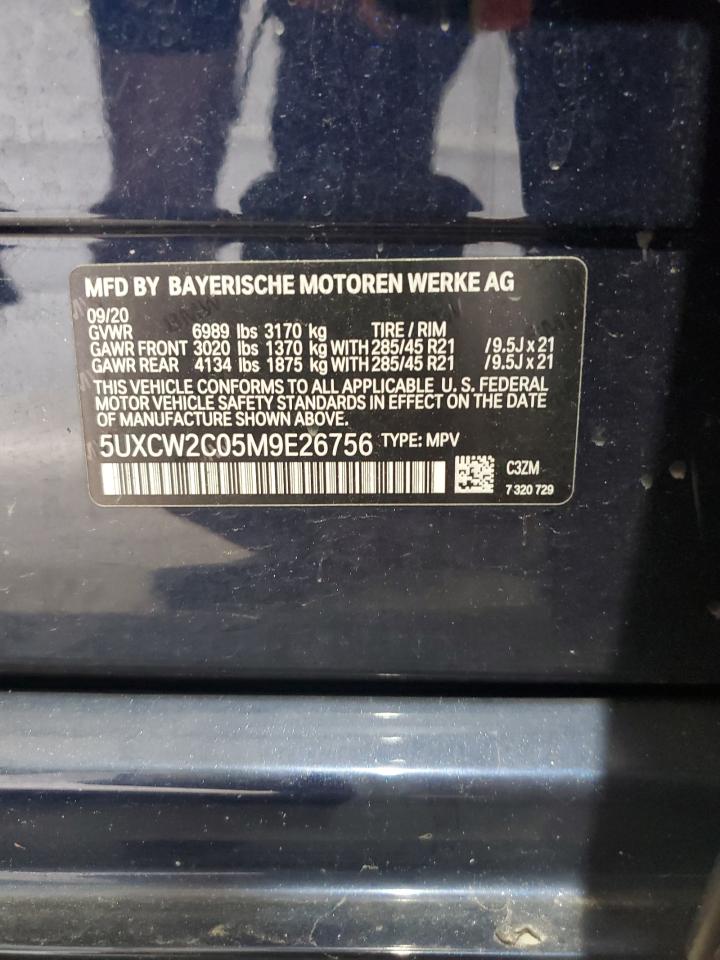 MFD BY BAYERISCHE MOTOREN WERKE AG
09/20
GVWR 6989 lbs 3170 kg TIRE / RIM
GAWR FRONT 3020 lbs 1370 kg WITH 285/45 R21 /9.5J x 21
GAWR REAR 4134 lbs 1875 kg WITH 285/45 R21 /9.5J x 21
THIS VEHICLE CONFORMS TO ALL APPLICABLE U. S. FEDERAL
MOTOR VEHICLE SAFETY STANDARDS IN EFFECT ON THE DATE
OF MANUFACTURE SHOWN ABOVE.
5UXCW2C05M9E26756 TYPE: MPV
C3ZM
7 320 729